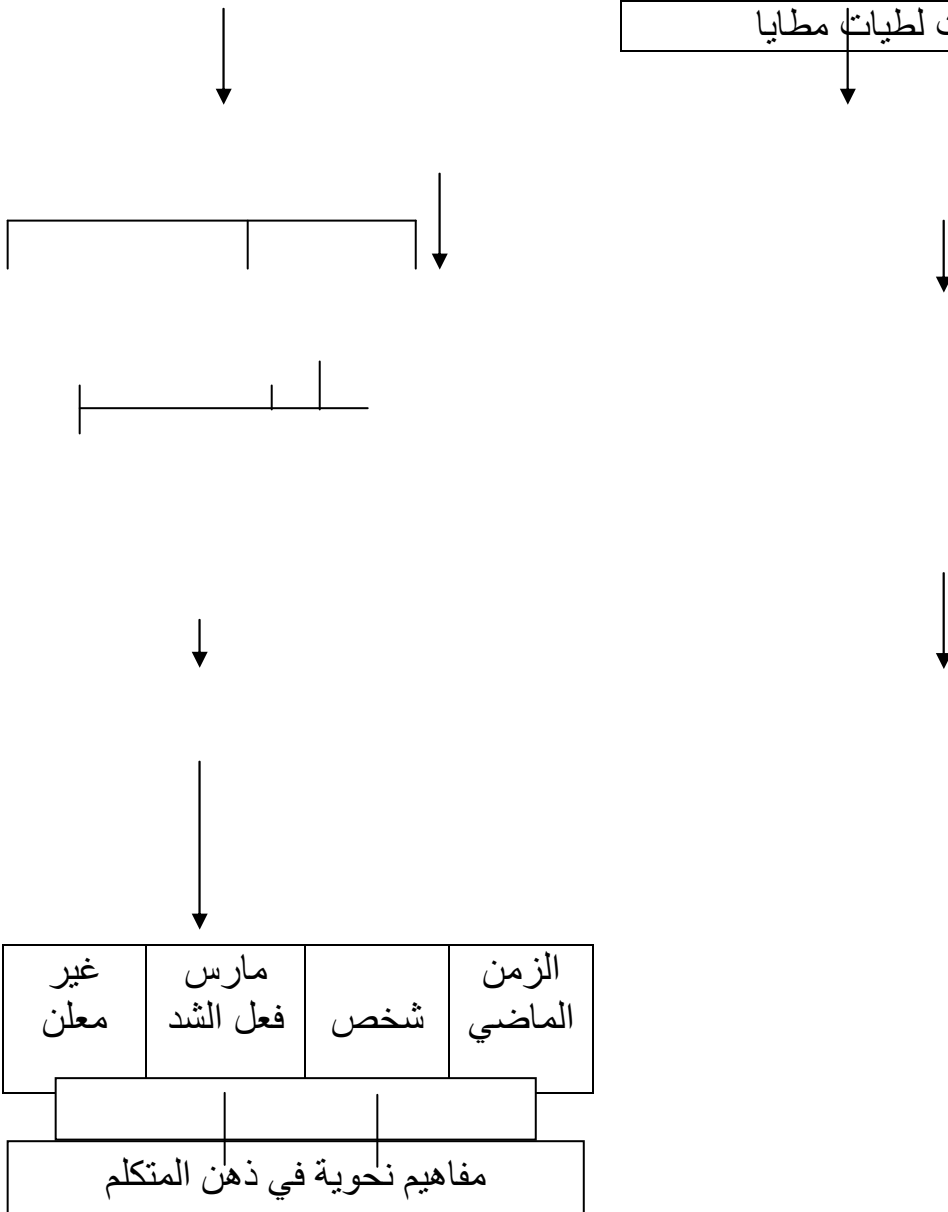 لطيات مطايا
الزمن الماضي
شخص
مارس فعل الشد
غير معلن
مفاهيم نحوية في ذهن المتكلم